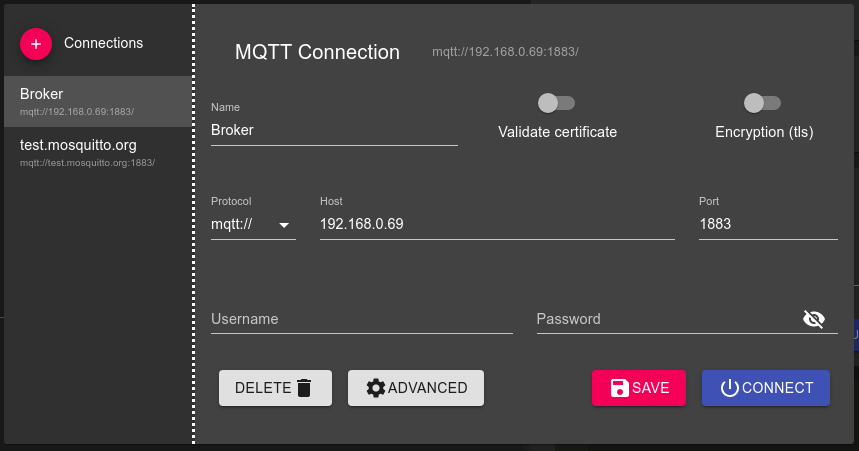 Connections
Broker
mqtt://192.168.0.69:1883/
test.mosquitto.org
mqtt://test.mosquitto.org:1883/
MQTT Connection mqtt://192.168.0.69:1883/
Name
Broker
Validate certificate
Encryption (tls)
Protocol Host Port
mqtt:// 192.168.0.69 1883
Username Password
DELETE ADVANCED SAVE CONNECT